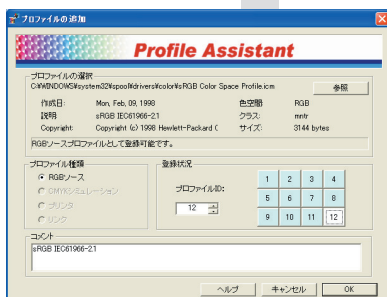 プロファイルの追加
Profile Assistant
プロファイルの選択
C:¥WINDOWS¥system32¥spool¥drivers¥color¥sRGB Color Space Profile.icm
参照
作成日: Mon, Feb, 09, 1998 色空間: RGB
説明: sRGB IEC61966-2.1 クラス: mntr
Copyright: Copyright (c) 1998 Hewlett-Packard ( サイズ: 3144 bytes
RGBソースプロファイルとして登録可能です。
プロファイル種類
RGBソース
CMYKシミュレーション
プリンタ
リンク
登録状況
プロファイルID:
12
1 2 3 4
5 6 7 8
9 10 11 12
コメント
sRGB IEC61966-2.1
ヘルプ キャンセル OK